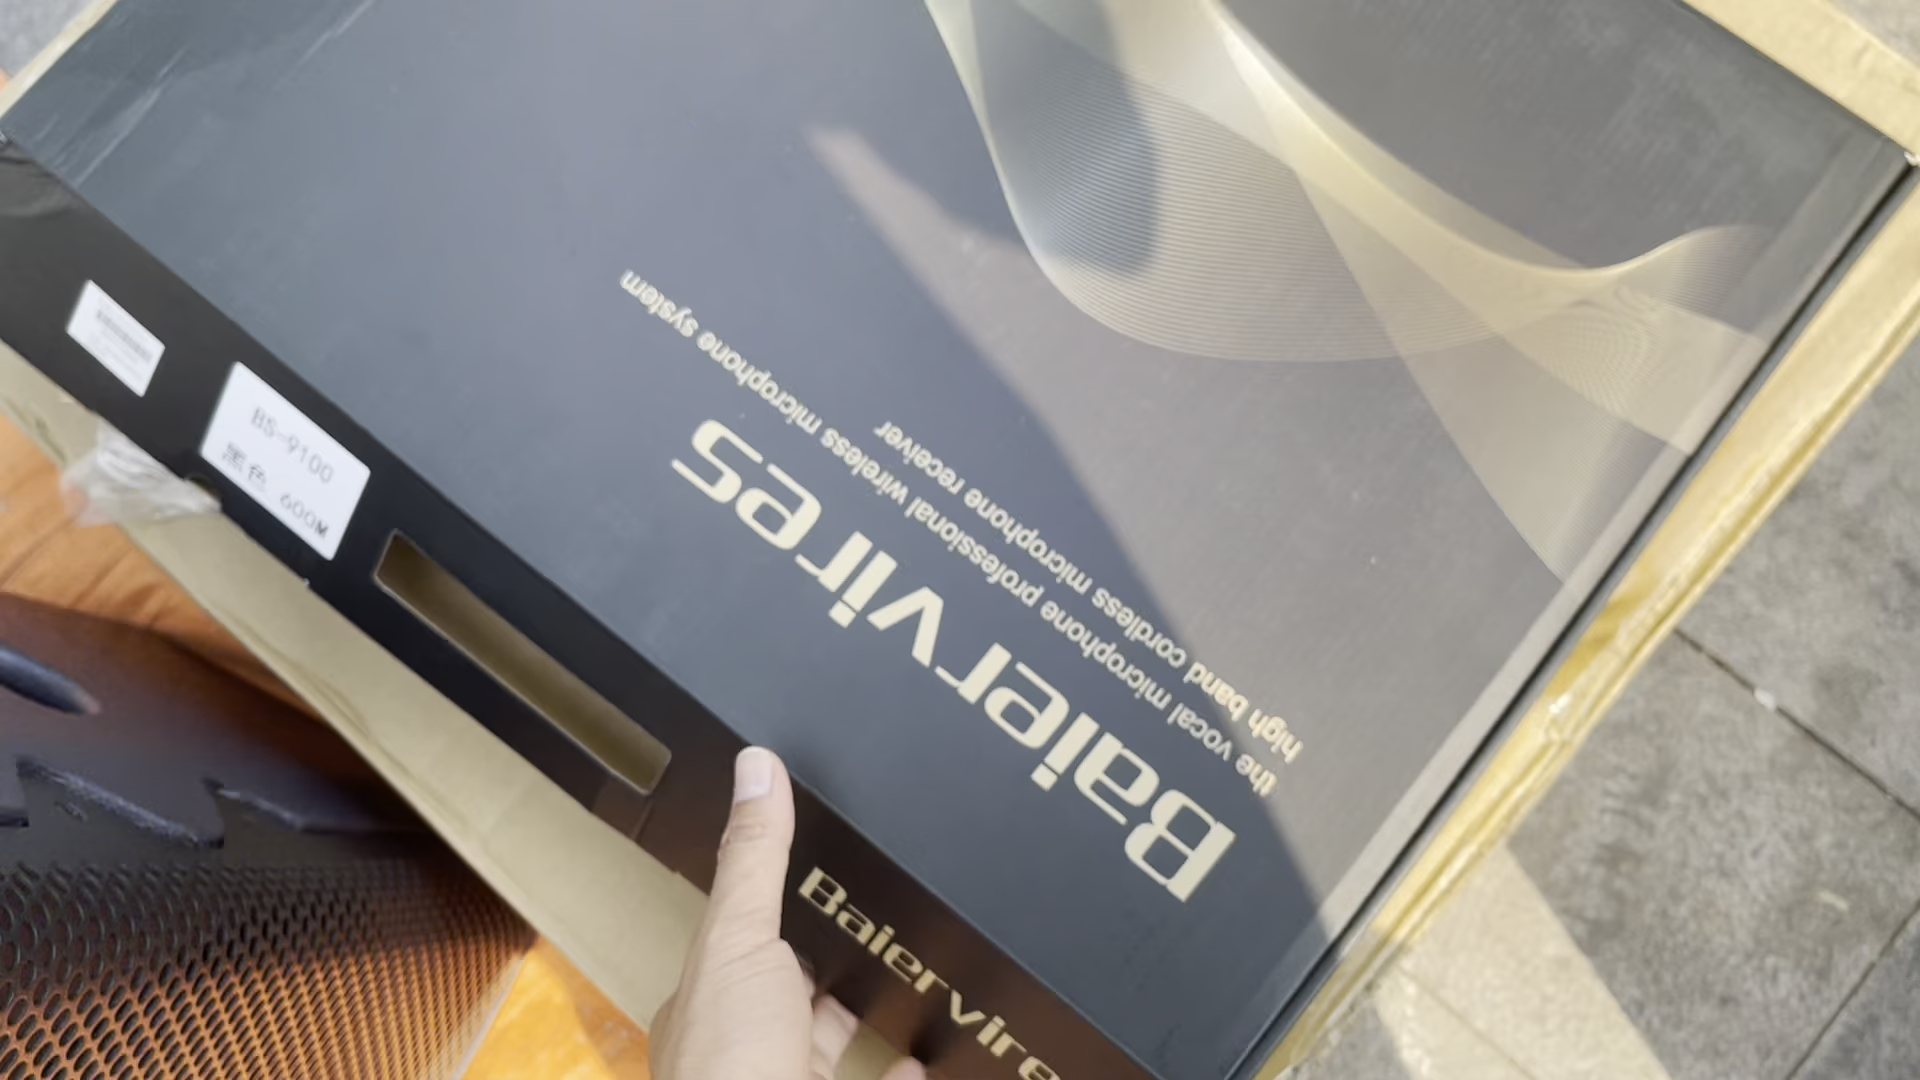 Baiervires
the vocal microphone professional wireless microphone system
high band cordless microphone receiver
BS-9100
黑色 600M
Baiervire